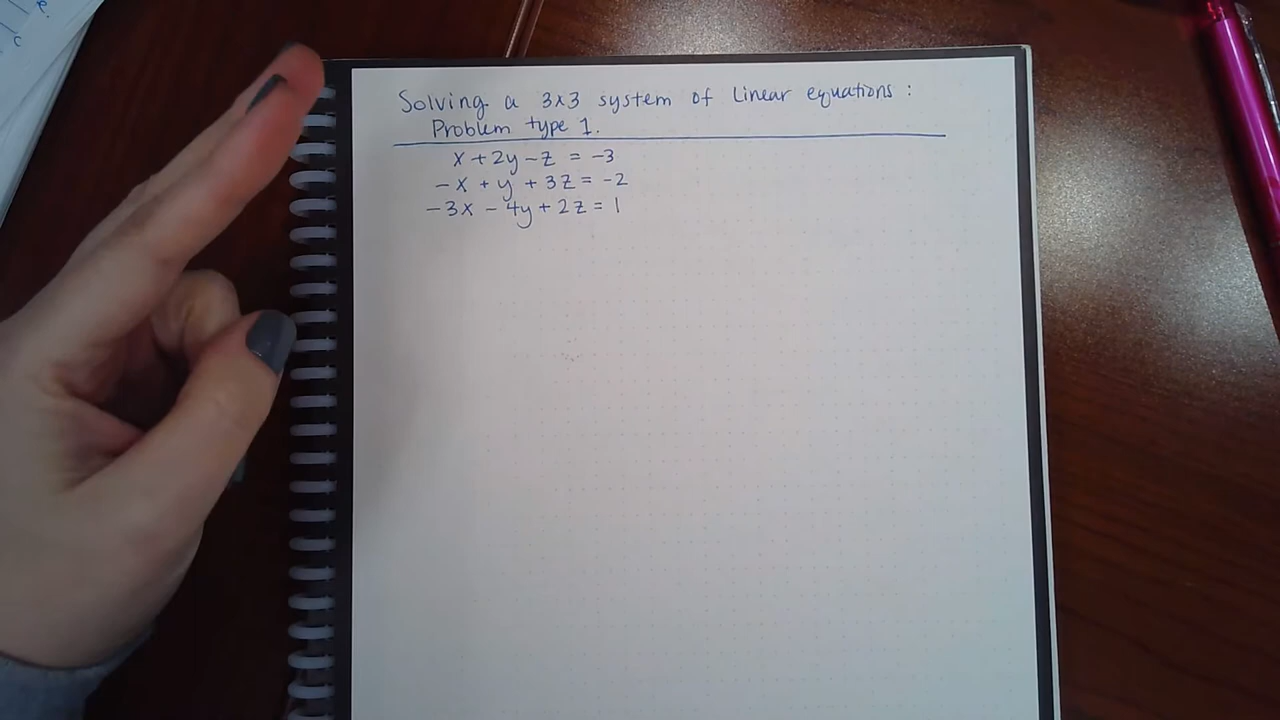 Solving a 3x3 system of linear equations :
Problem type 1.
x + 2y - z = -3
-x + y + 3z = -2
-3x - 4y + 2z = 1